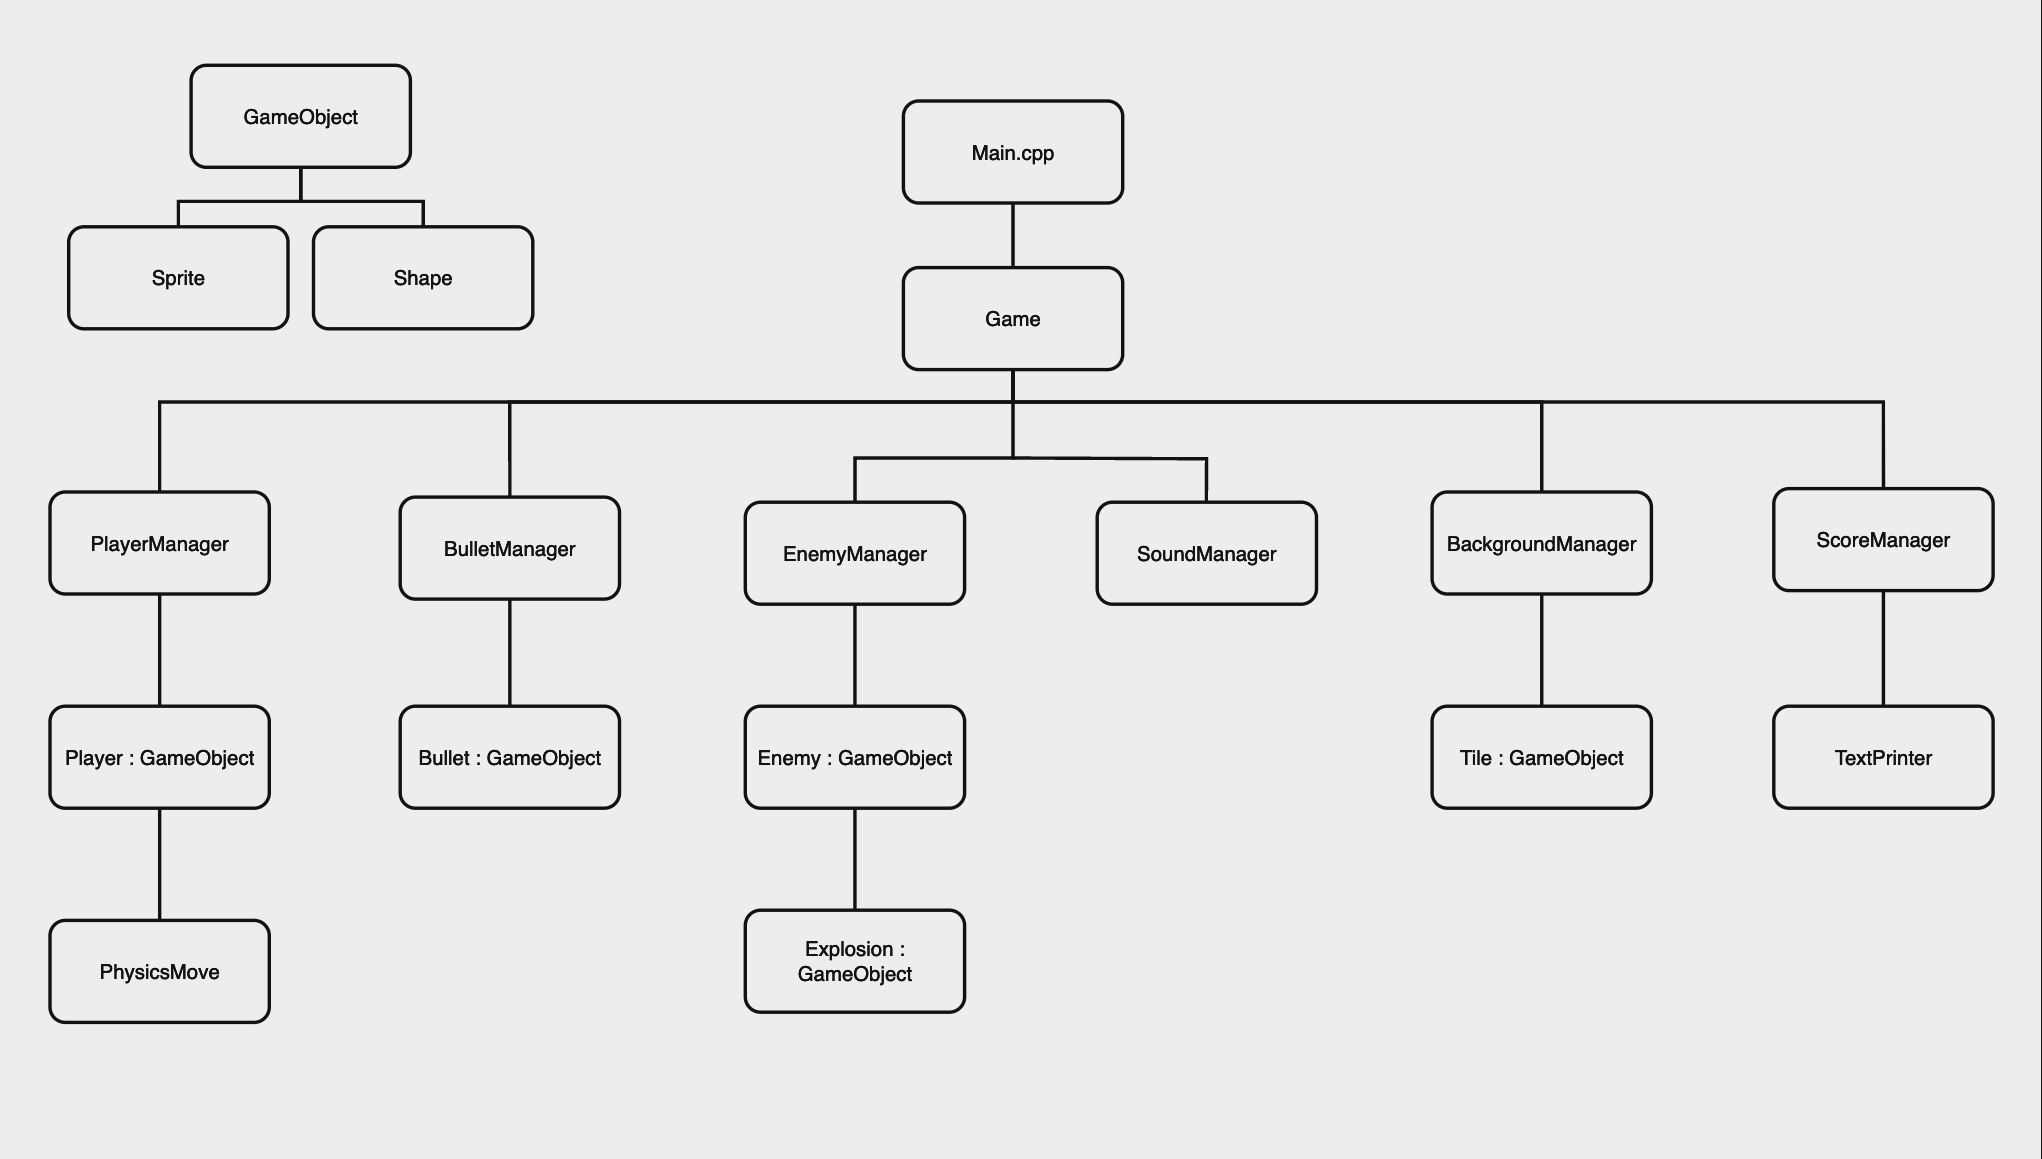 GameObject
Main.cpp
Sprite
Shape
Game
PlayerManager
BulletManager
EnemyManager
SoundManager
BackgroundManager
ScoreManager
Player : GameObject
Bullet : GameObject
Enemy : GameObject
Tile : GameObject
TextPrinter
PhysicsMove
Explosion :
GameObject